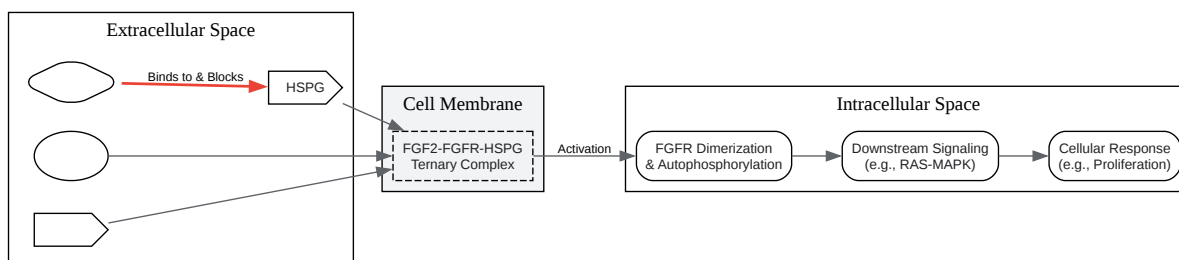 Extracellular Space
Binds to & Blocks
HSPG
Cell Membrane
FGF2-FGFR-HSPG
Ternary Complex
Activation
Intracellular Space
FGFR Dimerization
& Autophosphorylation
Downstream Signaling
(e.g., RAS-MAPK)
Cellular Response
(e.g., Proliferation)